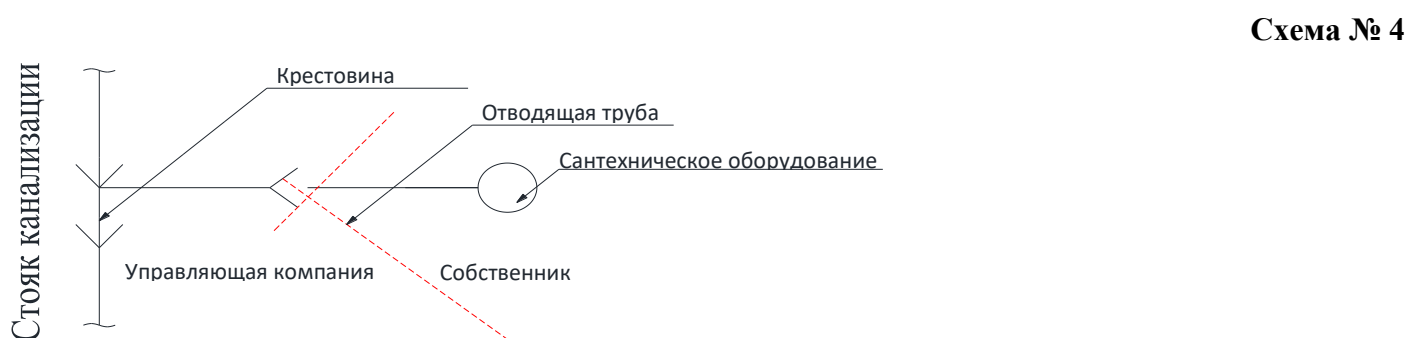 Схема № 4
Стояк канализации
Крестовина
Отводящая труба
Сантехническое оборудование
Управляющая компания
Собственник